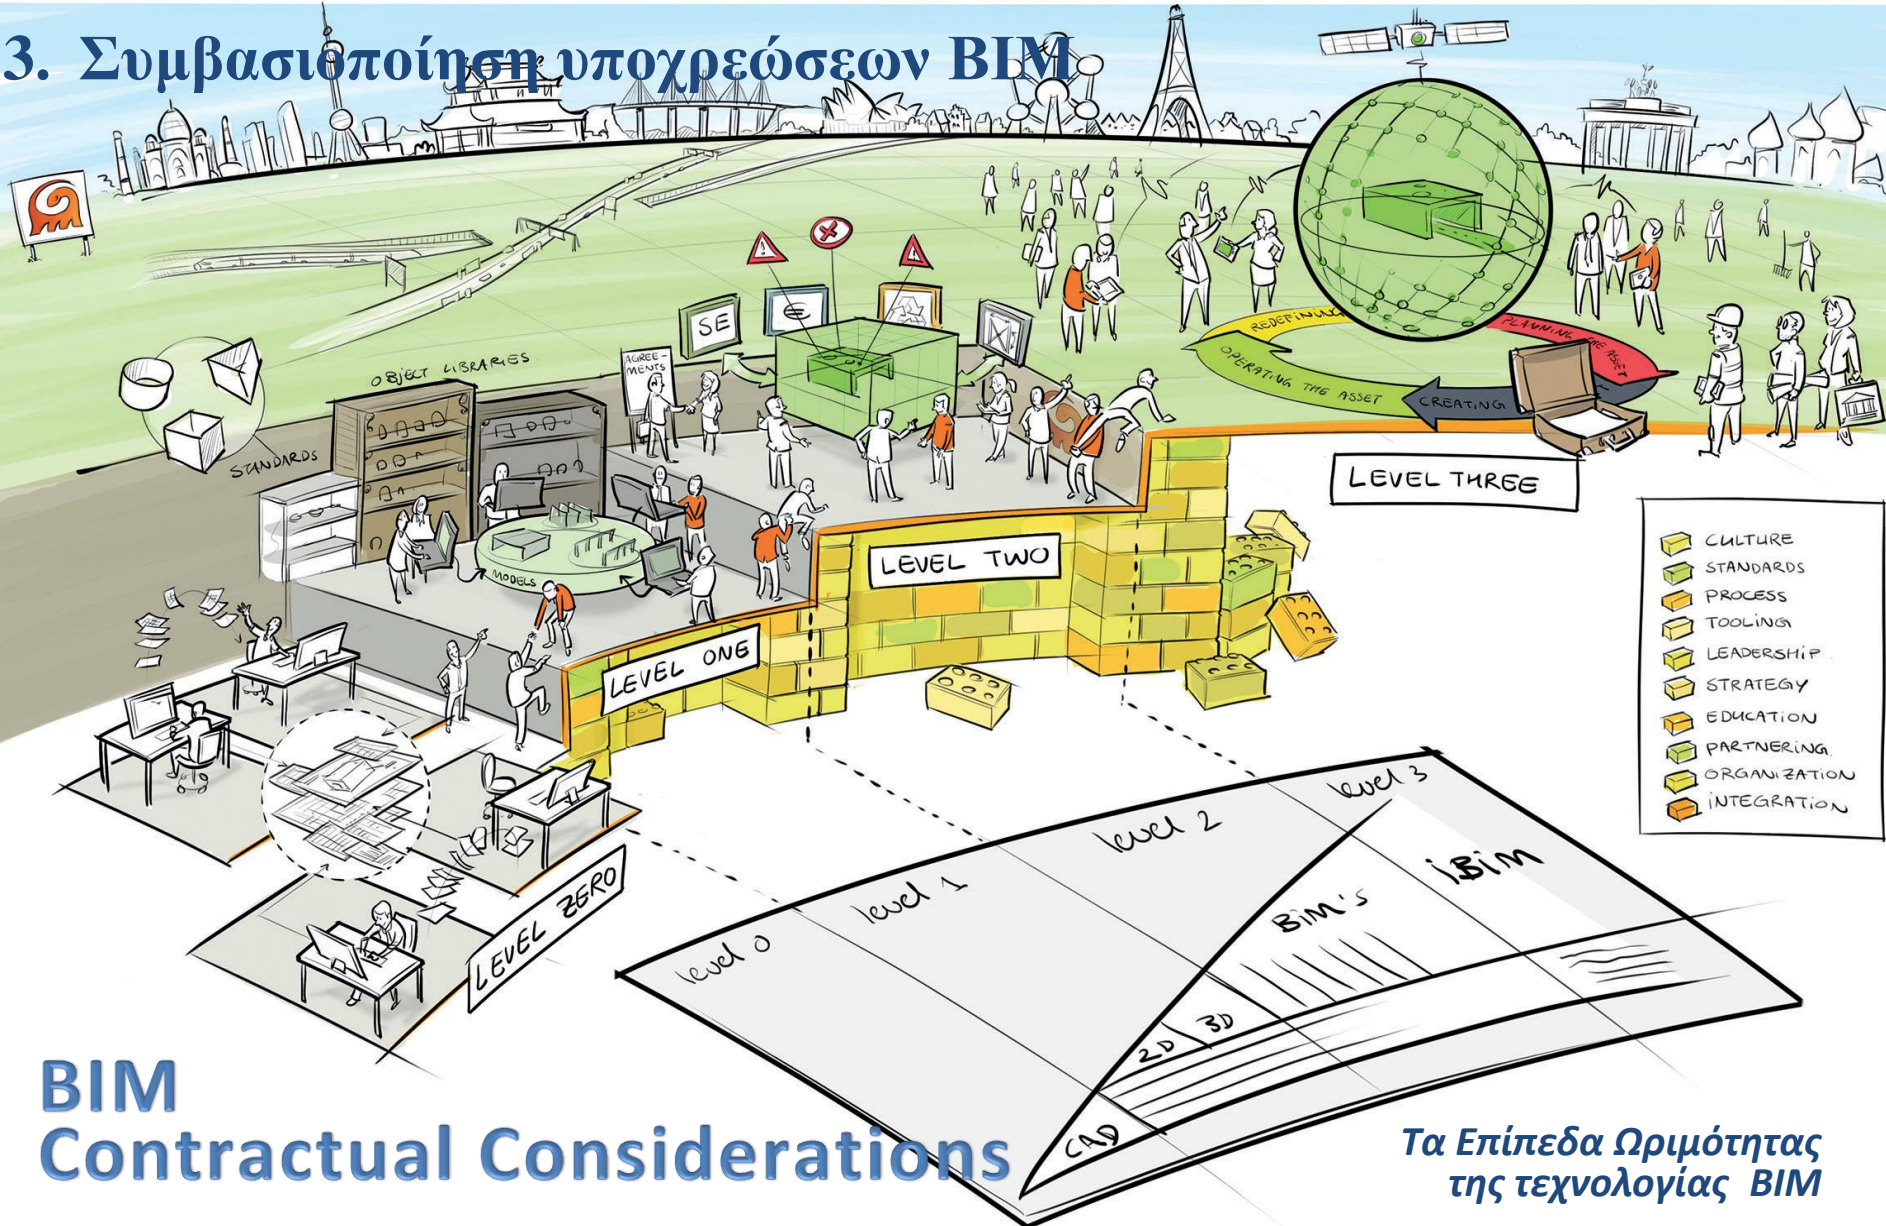 3. Συμβασιοποίηση υποχρεώσεων BIM
SE
€
AGREE-
MENTS
OBJECT LIBRARIES
STANDARDS
MODELS
REDEFINING
PLANNING THE ASSET
OPERATING THE ASSET
CREATING
LEVEL THREE
LEVEL TWO
LEVEL ONE
LEVEL ZERO
CULTURE
STANDARDS
PROCESS
TOOLING
LEADERSHIP
STRATEGY
EDUCATION
PARTNERING
ORGANIZATION
INTEGRATION
level 0
level 1
level 2
level 3
BIM's
iBIM
2D
3D
CAD
BIM
Contractual Considerations
Τα Επίπεδα Ωριμότητας
της τεχνολογίας BIM